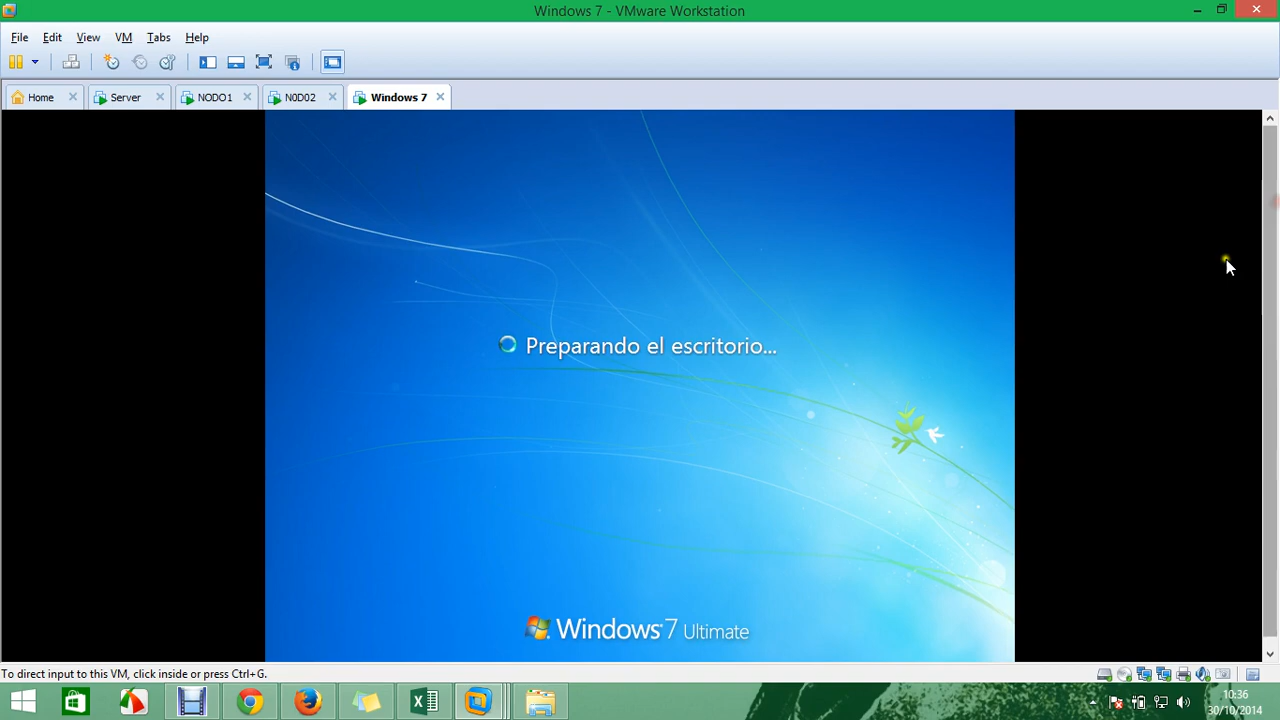 Windows 7 - VMware Workstation
File Edit View VM Tabs Help
Home Server NODO1 N0D02 Windows 7
Preparando el escritorio...
Windows 7 Ultimate
To direct input to this VM, click inside or press Ctrl+G.
10:36
30/10/2014